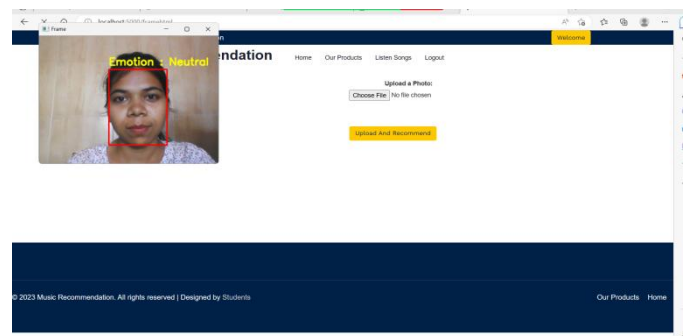 frame
Welcome
Emotion : Neutral
ndation
Home Our Products Listen Songs Logout
Upload a Photo:
Choose File No file chosen
Upload And Recommend
© 2023 Music Recommendation. All rights reserved | Designed by Students
Our Products Home